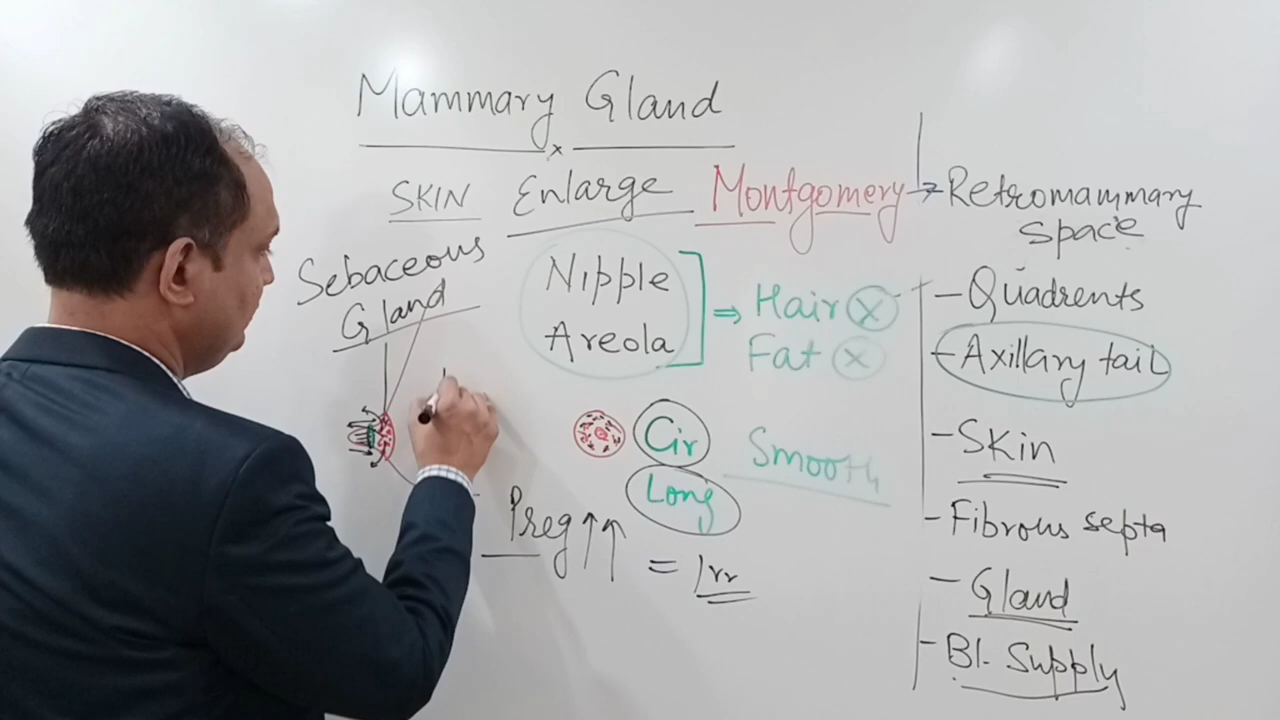 Mammary Gland
SKIN Enlarge Montgomery
Sebaceous
Gland
Nipple
Areola
⇒ Hair ⓧ
Fat ⓧ
Cir
Long
Smooth
Preg ↑↑
= Irr
→ Retromammary
space
- Quadrents
- Axillary tail
- Skin
- Fibrous septa
- Gland
- Bl. Supply